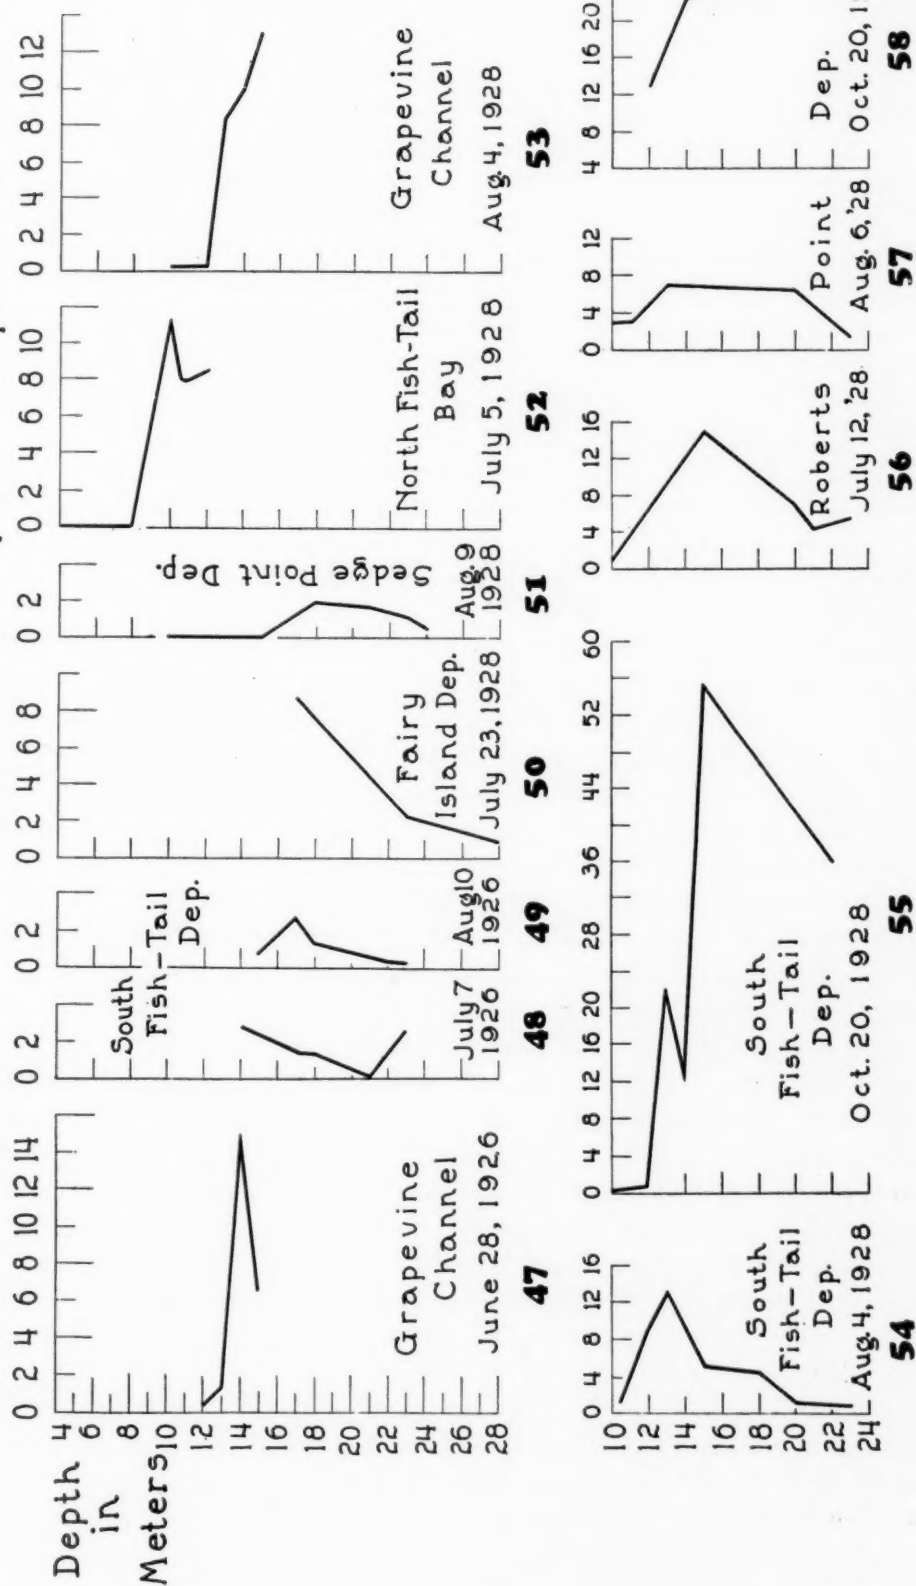 0 2 4 6 8 10 12 14 0 2 0 2 0 2 4 6 8 0 2 0 2 4 6 8 10 0 2 4 6 8 10 12
Depth
in
Meters
4
6
8
10
12
14
16
18
20
22
24
26
28
Grapevine
Channel
June 28, 1926
47
South
Fish-Tail
Dep.
July 7
1926
48
Aug 10
1926
49
Fairy
Island Dep.
July 23, 1928
50
Sedge Point Dep.
Aug. 9
1928
51
North Fish-Tail
Bay
July 5, 1928
52
Grapevine
Channel
Aug. 4, 1928
53
10
12
14
16
18
20
22
24
0 4 8 12 16
South
Fish-Tail
Dep.
Aug. 4, 1928
54
0 4 8 12 16 20 28 36 44 52 60
South
Fish-Tail
Dep.
Oct. 20, 1928
55
0 4 8 12 16
Roberts
July 12, '28
56
0 4 8 12
Point
Aug. 6, '28
57
4 8 12 16 20
Dep.
Oct. 20,
58